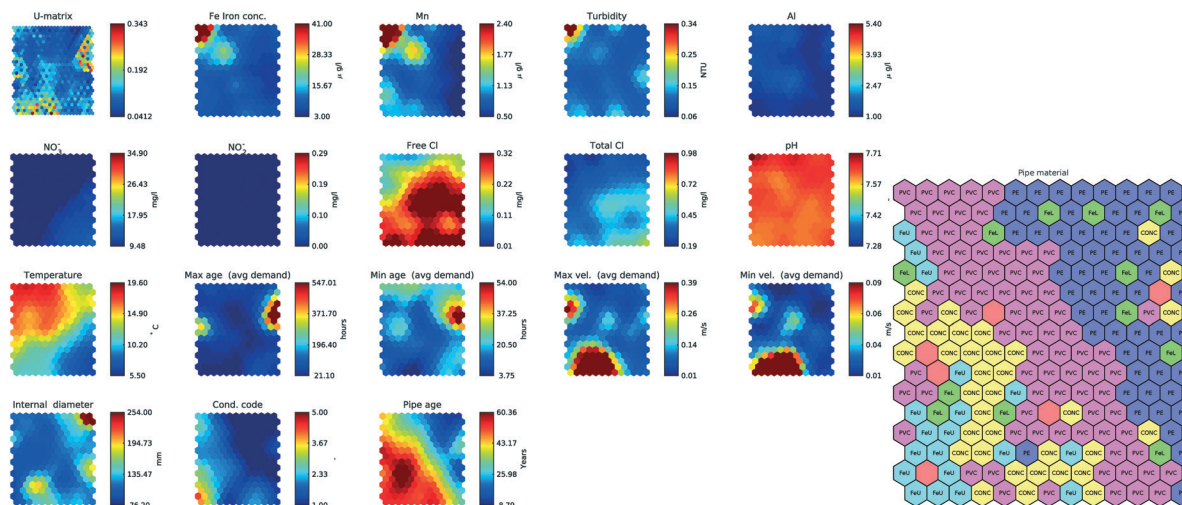 U-matrix
0.343
0.192
0.0412
Fe Iron conc.
41.00
28.33
15.67
3.00
μ g/l
Mn
2.40
1.77
1.13
0.50
μ g/l
Turbidity
0.34
0.25
0.15
0.06
NTU
Al
5.40
3.93
2.47
1.00
μ g/l
NO₃⁻
34.90
26.43
17.95
9.48
mg/l
NO₂⁻
0.29
0.19
0.10
0.00
mg/l
Free Cl
0.32
0.22
0.11
0.01
mg/l
Total Cl
0.98
0.72
0.45
0.19
mg/l
pH
7.71
7.57
7.42
7.28
Temperature
19.60
14.90
10.20
5.50
°C
Max age (avg demand)
547.01
371.70
196.40
21.10
hours
Min age (avg demand)
54.00
37.25
20.50
3.75
hours
Max vel. (avg demand)
0.39
0.26
0.14
0.01
m/s
Min vel. (avg demand)
0.09
0.06
0.04
0.01
m/s
Internal diameter
254.00
194.73
135.47
76.20
mm
Cond. code
5.00
3.67
2.33
1.00
Pipe age
60.36
43.17
25.98
8.79
Years
Pipe material
PVC PVC PVC PVC PVC PE PE PE PE PE PE PE PE
PVC PVC PVC PVC PE PE FeL PE FeL PE PE FeL PE
FeU PVC PVC PVC FeL PE PE PE PE PE PE CONC PE
FeU PVC PVC PVC PVC PVC PVC PE PE PE PE PE PE
FeL FeU PVC PVC PVC PVC PVC PVC PE PE FeL PE CONC
CONC PVC PVC PVC PVC PVC PVC PE PE PE PE PE
CONC PVC CONC PVC PVC PVC PVC PE PE FeL PVC CONC
CONC CONC CONC CONC CONC PVC PVC PVC PE PE PE PE PE
CONC CONC CONC CONC CONC PVC PVC PVC PVC PE PE FeL
PVC FeU CONC CONC PVC PVC PVC PVC PVC PE PE PE
PVC PVC FeL CONC CONC FeU PVC PVC PVC PVC PE PE PE
FeU FeL FeU CONC FeL PVC CONC PVC PVC PE PE PE
PVC FeU FeU CONC CONC PVC PVC PVC PVC PVC PVC CONC PE
FeU FeU CONC CONC FeU PE CONC FeU CONC PVC PVC FeL PVC
FeU FeU PVC PVC CONC CONC CONC CONC PVC PVC PVC PVC
FeU FeU FeU CONC PVC CONC PVC FeU CONC PVC PVC PVC PVC